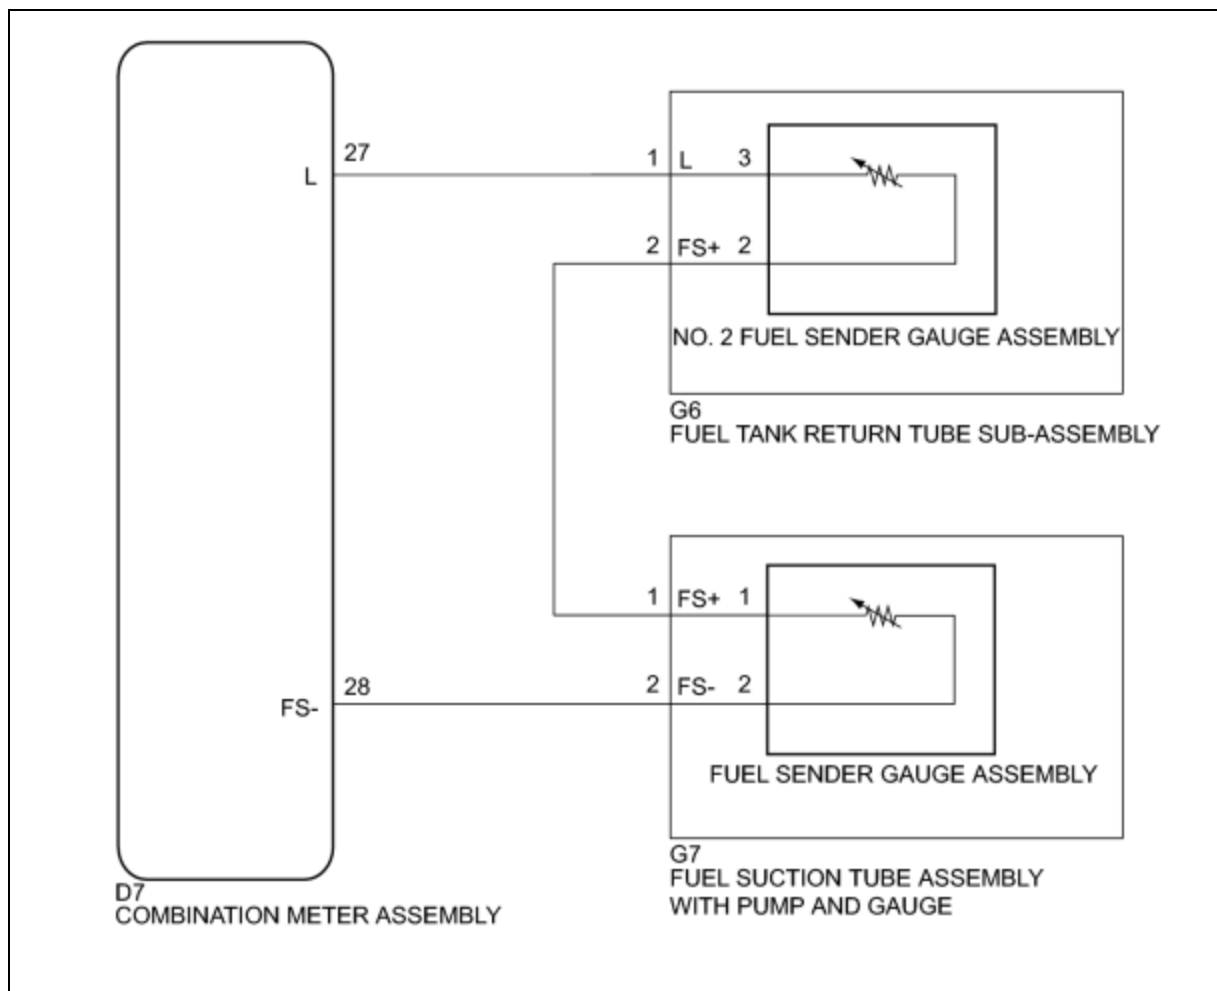 27
L
1 L 3
2 FS+ 2
NO. 2 FUEL SENDER GAUGE ASSEMBLY
G6
FUEL TANK RETURN TUBE SUB-ASSEMBLY
1 FS+ 1
28
FS-
2 FS- 2
FUEL SENDER GAUGE ASSEMBLY
G7
FUEL SUCTION TUBE ASSEMBLY
WITH PUMP AND GAUGE
D7
COMBINATION METER ASSEMBLY